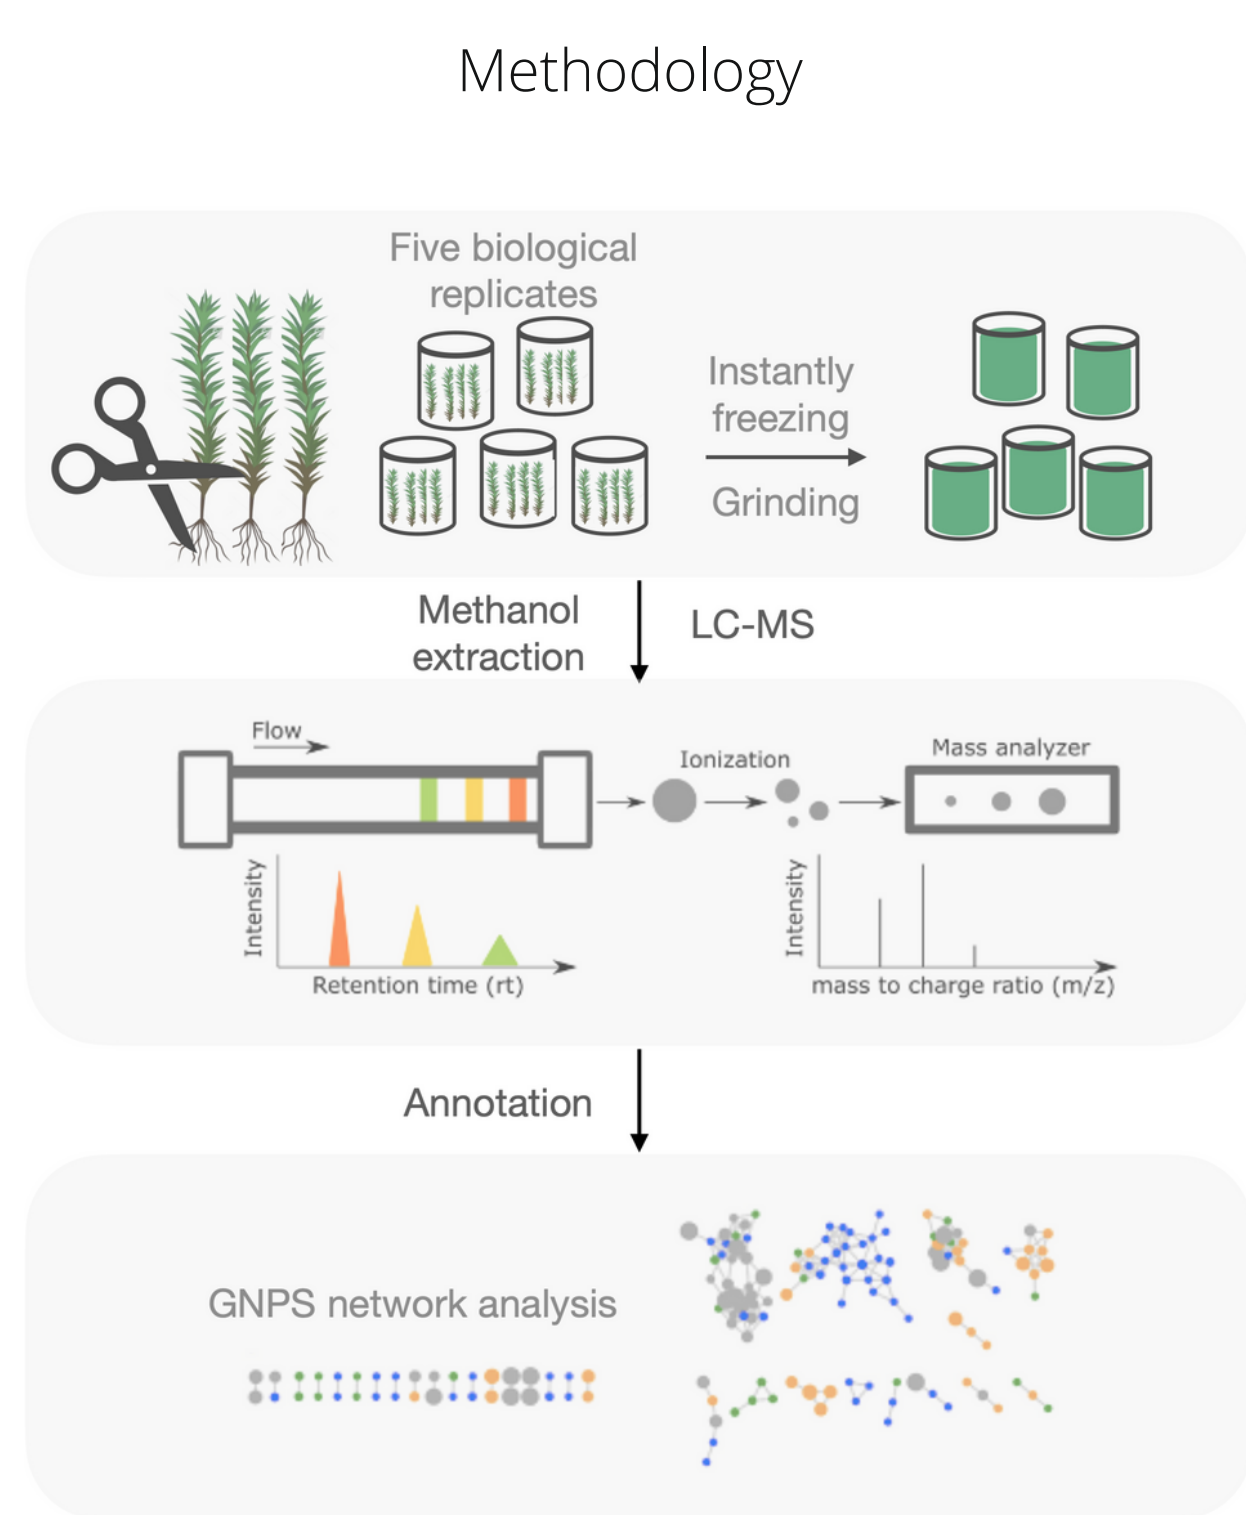 Methodology
Five biological
replicates
Instantly
freezing
Grinding
Methanol
extraction
LC-MS
Flow
Ionization
Mass analyzer
Intensity
Retention time (rt)
Intensity
mass to charge ratio (m/z)
Annotation
GNPS network analysis